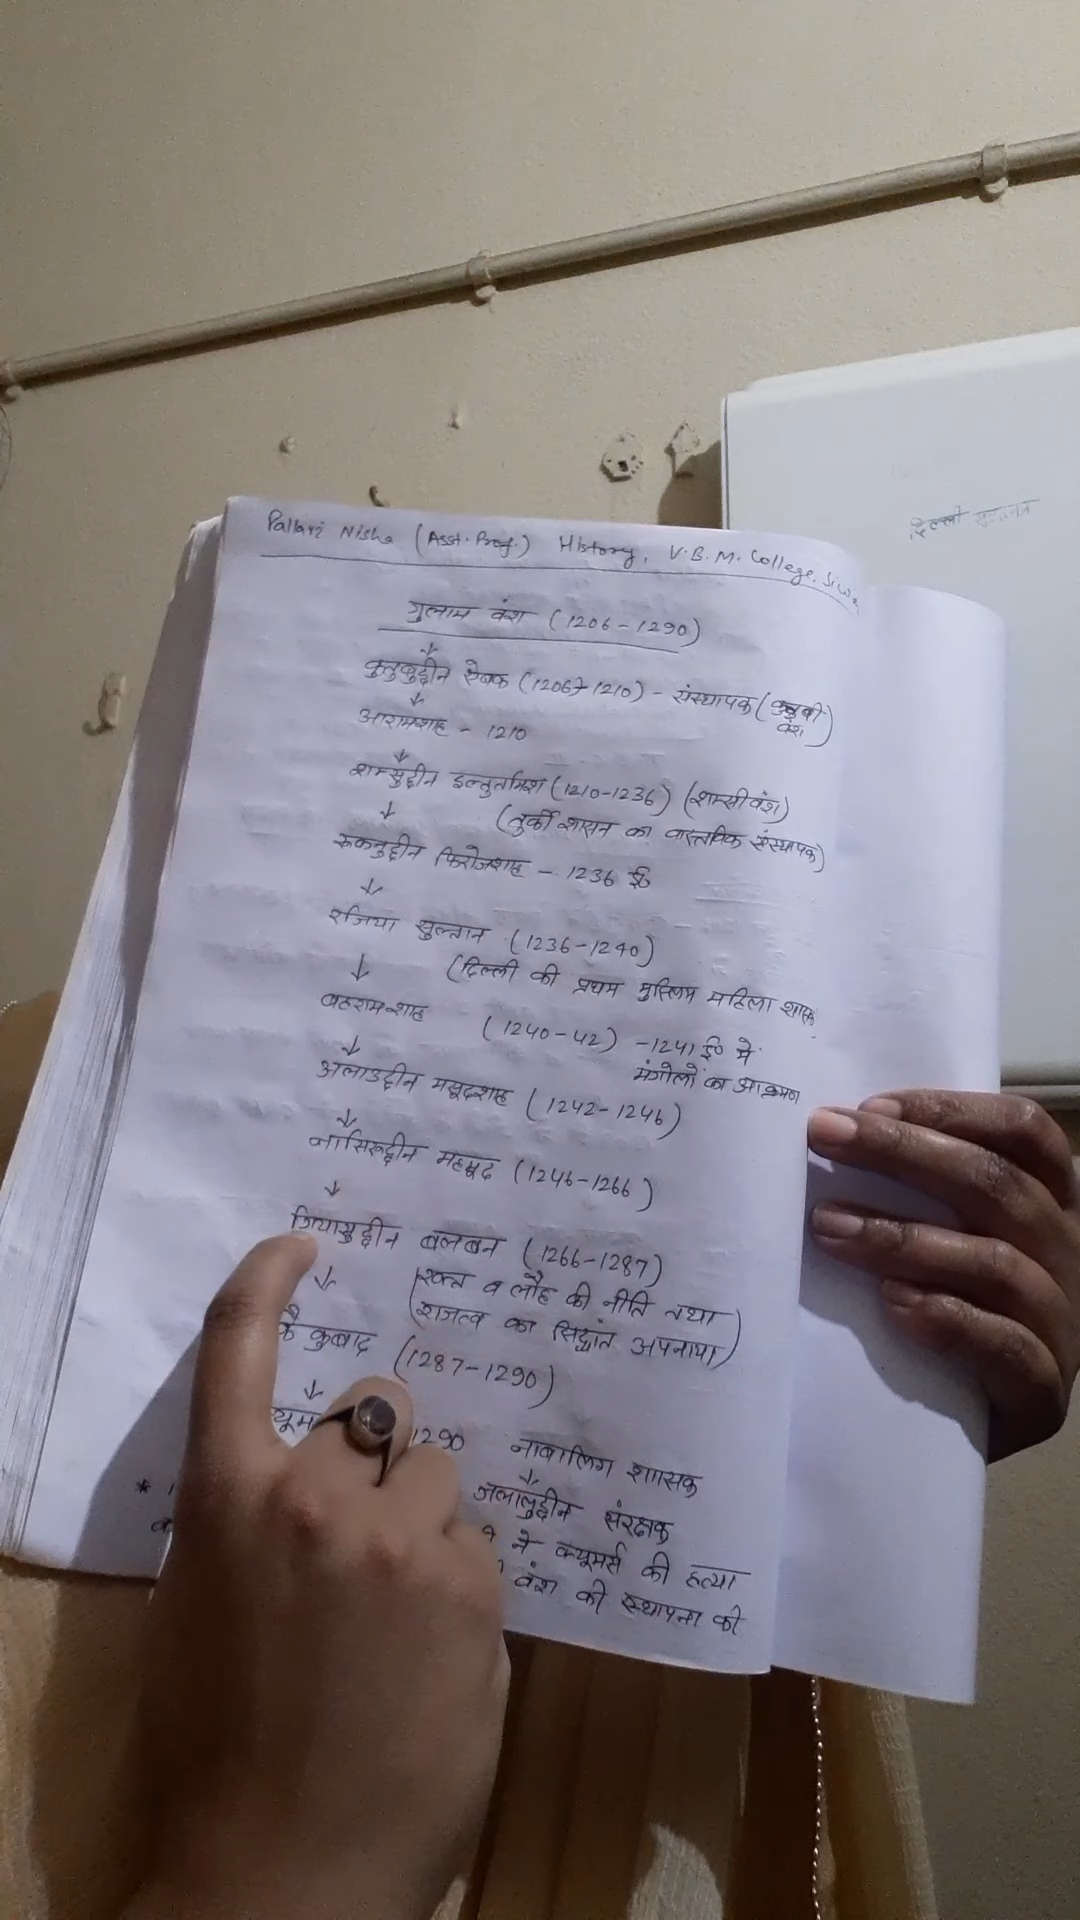 Pallavi Nisha (Asst. Prof.) History, V.B.M. College, Siwa
गुलाम वंश (1206-1290)
कुतुबुद्दीन ऐबक (1206-1210) - संस्थापक (कुतुबी वंश)
आरामशाह - 1210
शम्सुद्दीन इल्तुतमिश (1210-1236) (शम्सी वंश)
(तुर्की शासन का वास्तविक संस्थापक)
रुकनुद्दीन फिरोजशाह - 1236 ई०
रजिया सुल्तान (1236-1240)
(दिल्ली की प्रथम मुस्लिम महिला शासक
बहरामशाह (1240-42) - 1241 ई० में
मंगोलों का आक्रमण
अलाउद्दीन मसूदशाह (1242-1246)
नासिरुद्दीन महमूद (1246-1266)
गियासुद्दीन बलबन (1266-1287)
(रक्त व लौह की नीति तथा
राजत्व का सिद्धांत अपनाया)
कैकुबाद (1287-1290)
1290 नाबालिग शासक
जलालुद्दीन संरक्षक
ने क्यूमर्स की हत्या
वंश की स्थापना की
दिल्ली सल्तनत